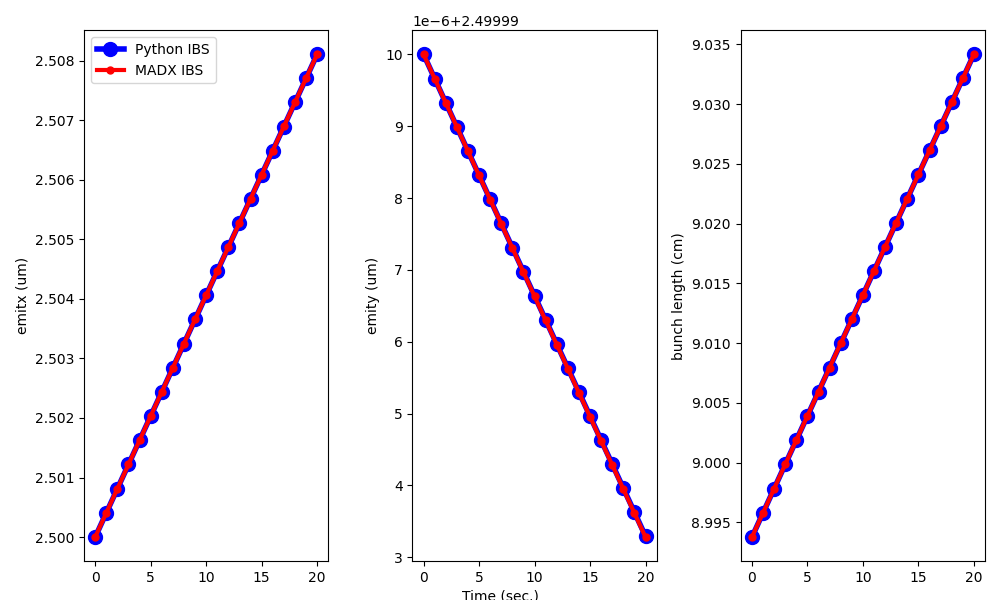 1e-6+2.49999
Python IBS
MADX IBS
2.508
2.507
2.506
2.505
2.504
2.503
2.502
2.501
2.500
emitx (um)
0 5 10 15 20
10
9
8
7
6
5
4
3
emity (um)
0 5 10 15 20
Time (sec.)
9.035
9.030
9.025
9.020
9.015
9.010
9.005
9.000
8.995
bunch length (cm)
0 5 10 15 20